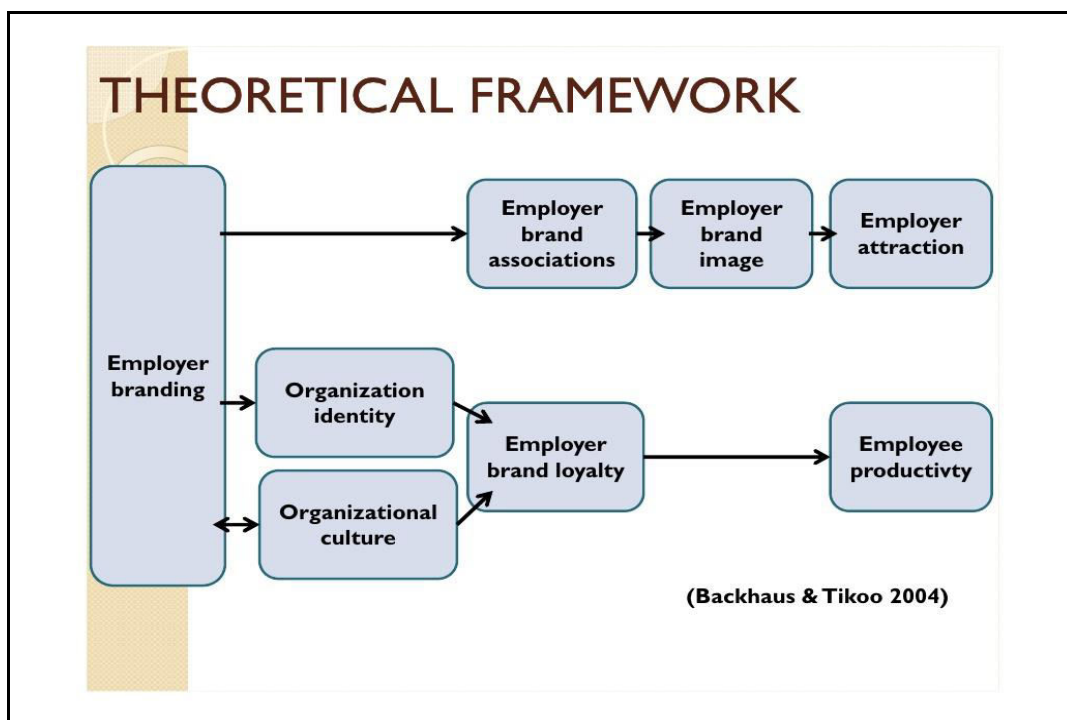 THEORETICAL FRAMEWORK
Employer
brand
associations
Employer
brand
image
Employer
attraction
Employer
branding
Organization
identity
Employer
brand loyalty
Employee
productivty
Organizational
culture
(Backhaus & Tikoo 2004)